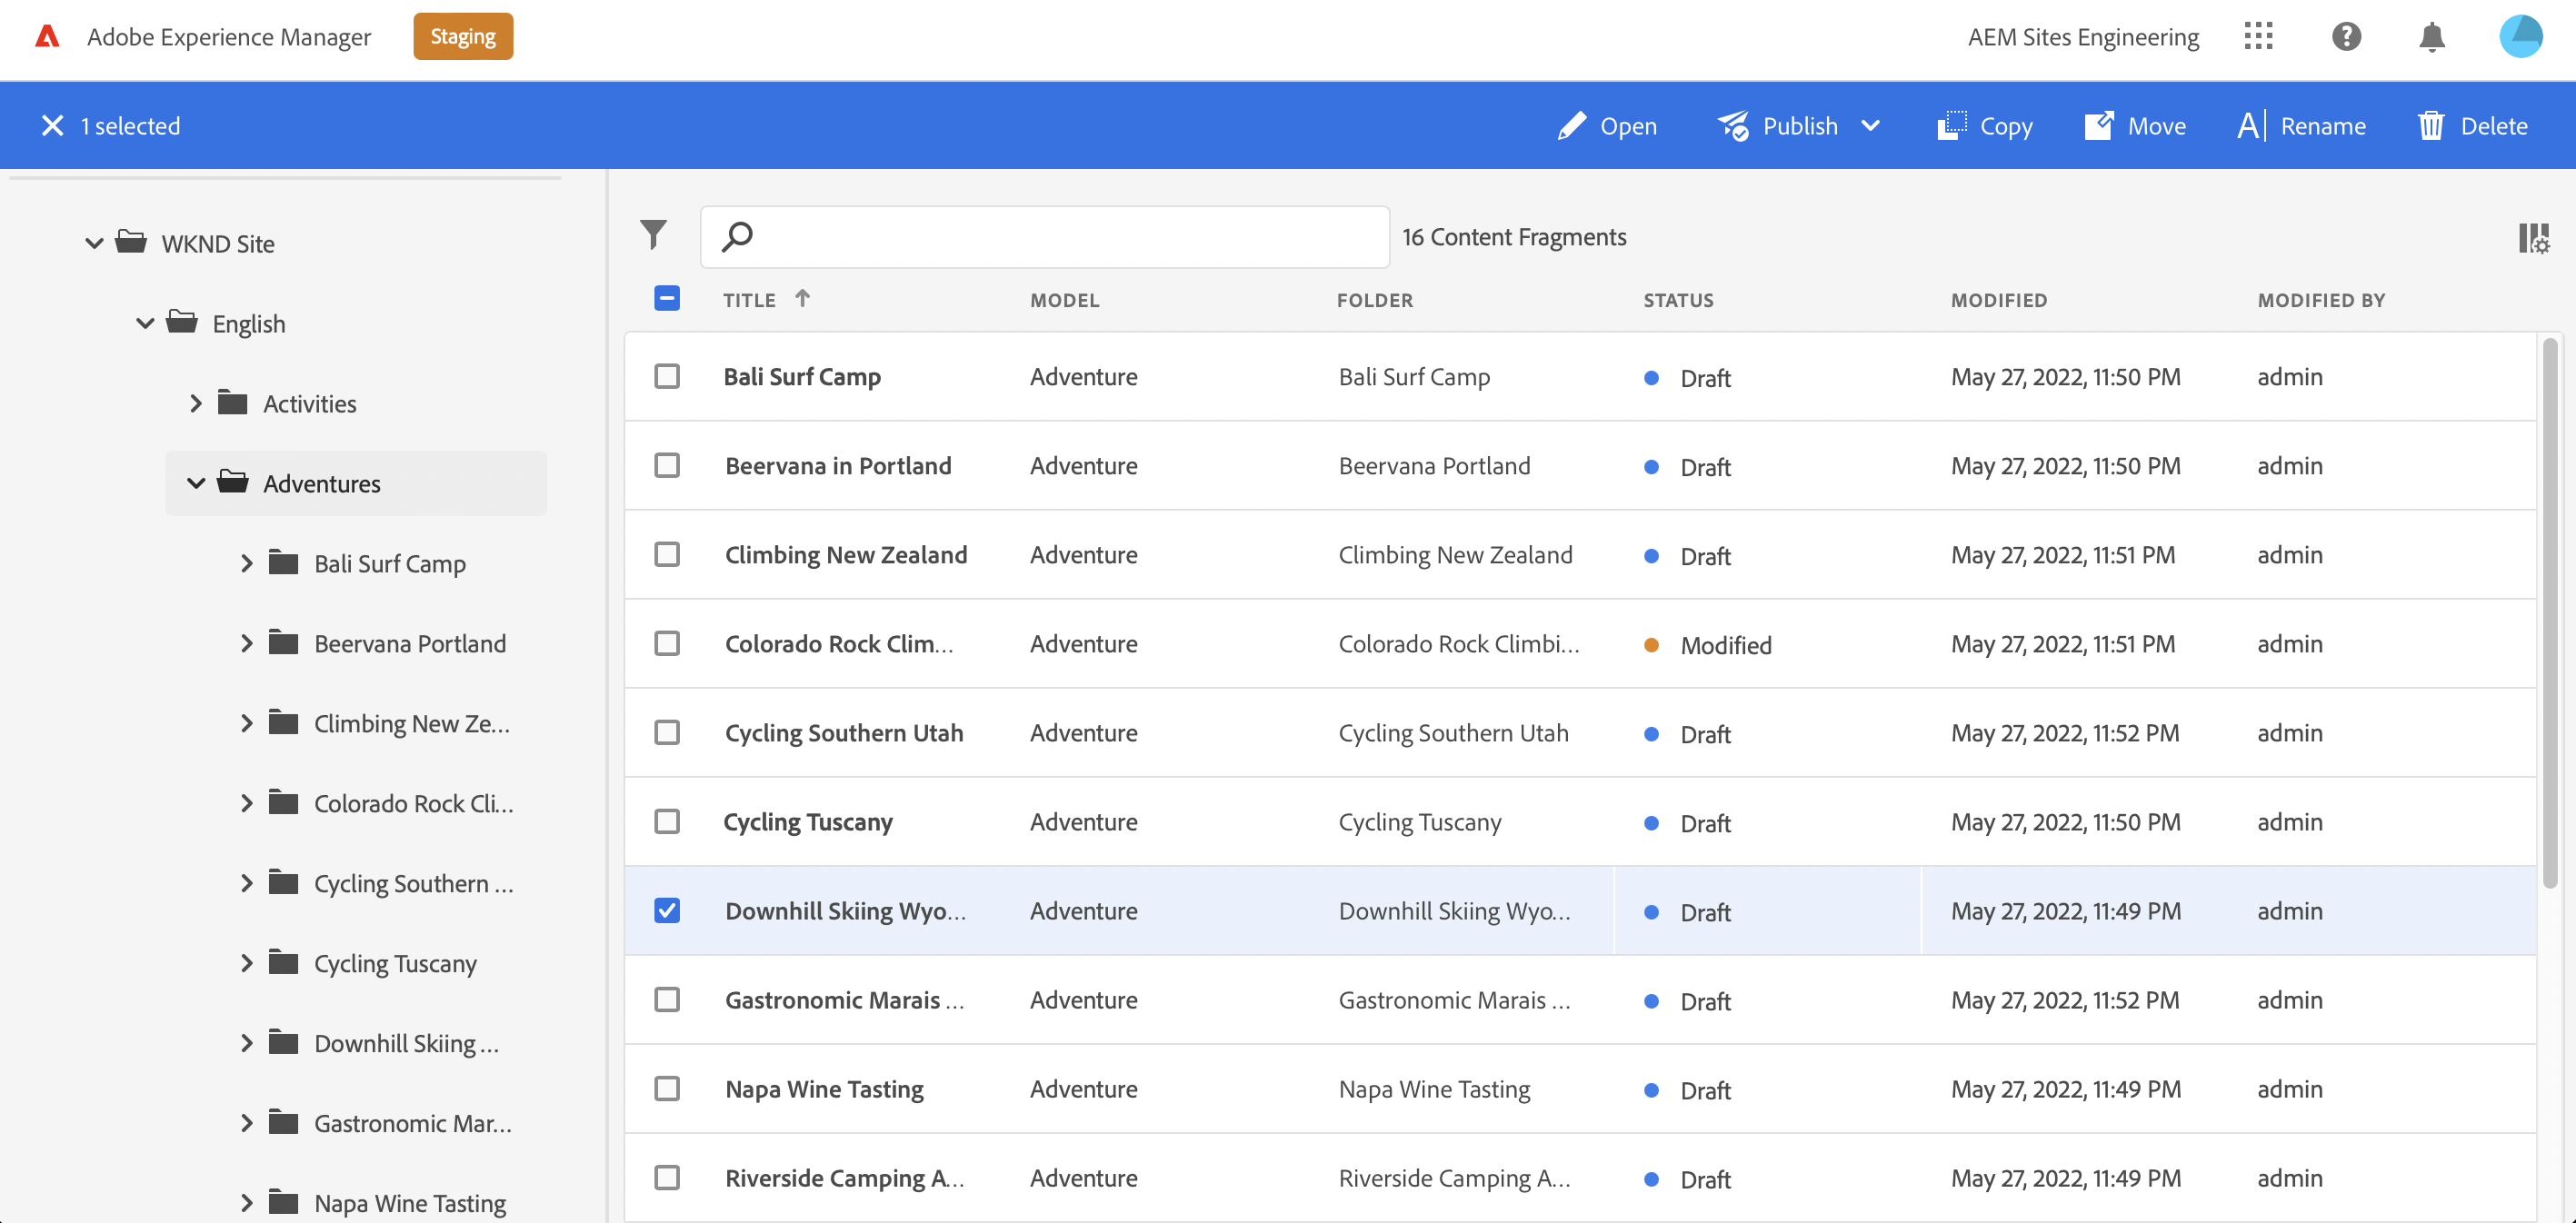 Adobe Experience Manager Staging AEM Sites Engineering
1 selected Open Publish Copy Move Rename Delete
WKND Site
English
Activities
Adventures
Bali Surf Camp
Beervana Portland
Climbing New Ze...
Colorado Rock Cli...
Cycling Southern ...
Cycling Tuscany
Downhill Skiing ...
Gastronomic Mar...
Napa Wine Tasting
16 Content Fragments
TITLE MODEL FOLDER STATUS MODIFIED MODIFIED BY
Bali Surf Camp Adventure Bali Surf Camp Draft May 27, 2022, 11:50 PM admin
Beervana in Portland Adventure Beervana Portland Draft May 27, 2022, 11:50 PM admin
Climbing New Zealand Adventure Climbing New Zealand Draft May 27, 2022, 11:51 PM admin
Colorado Rock Clim... Adventure Colorado Rock Climbi... Modified May 27, 2022, 11:51 PM admin
Cycling Southern Utah Adventure Cycling Southern Utah Draft May 27, 2022, 11:52 PM admin
Cycling Tuscany Adventure Cycling Tuscany Draft May 27, 2022, 11:50 PM admin
Downhill Skiing Wyo... Adventure Downhill Skiing Wyo... Draft May 27, 2022, 11:49 PM admin
Gastronomic Marais ... Adventure Gastronomic Marais ... Draft May 27, 2022, 11:52 PM admin
Napa Wine Tasting Adventure Napa Wine Tasting Draft May 27, 2022, 11:49 PM admin
Riverside Camping A... Adventure Riverside Camping A... Draft May 27, 2022, 11:49 PM admin